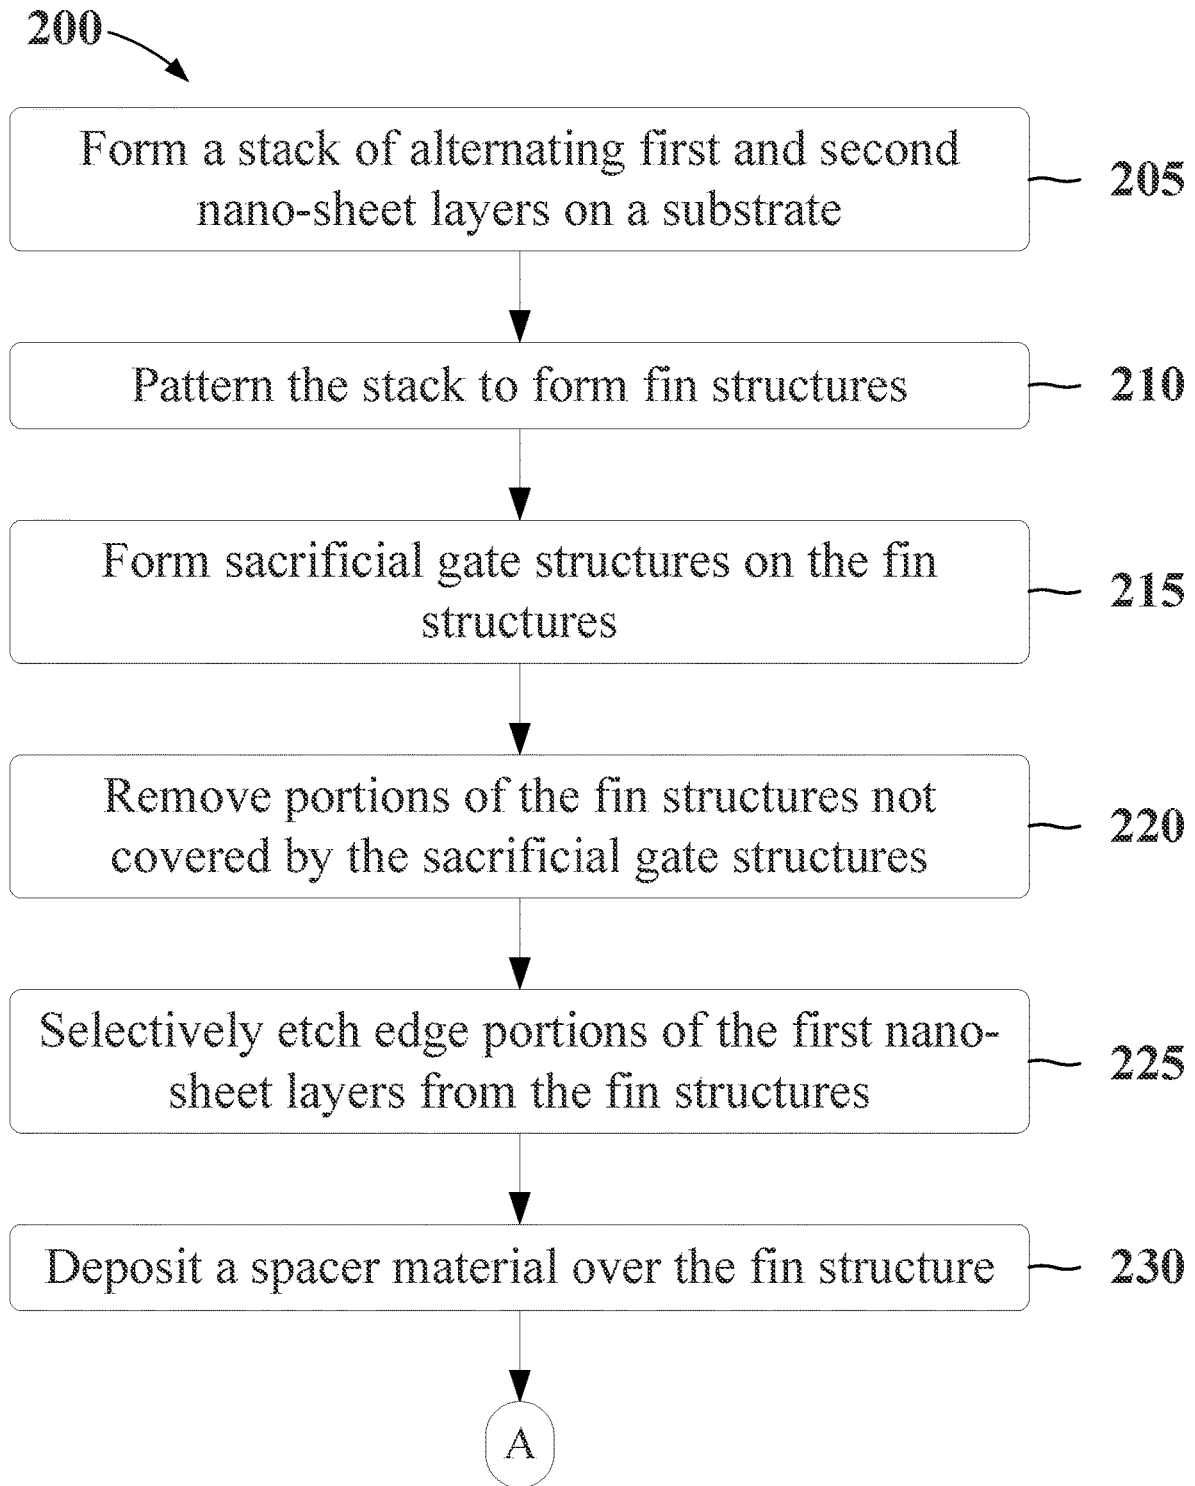 200
Form a stack of alternating first and second
nano-sheet layers on a substrate
205
Pattern the stack to form fin structures
210
Form sacrificial gate structures on the fin
structures
215
Remove portions of the fin structures not
covered by the sacrificial gate structures
220
Selectively etch edge portions of the first nano-
sheet layers from the fin structures
225
Deposit a spacer material over the fin structure
230
A